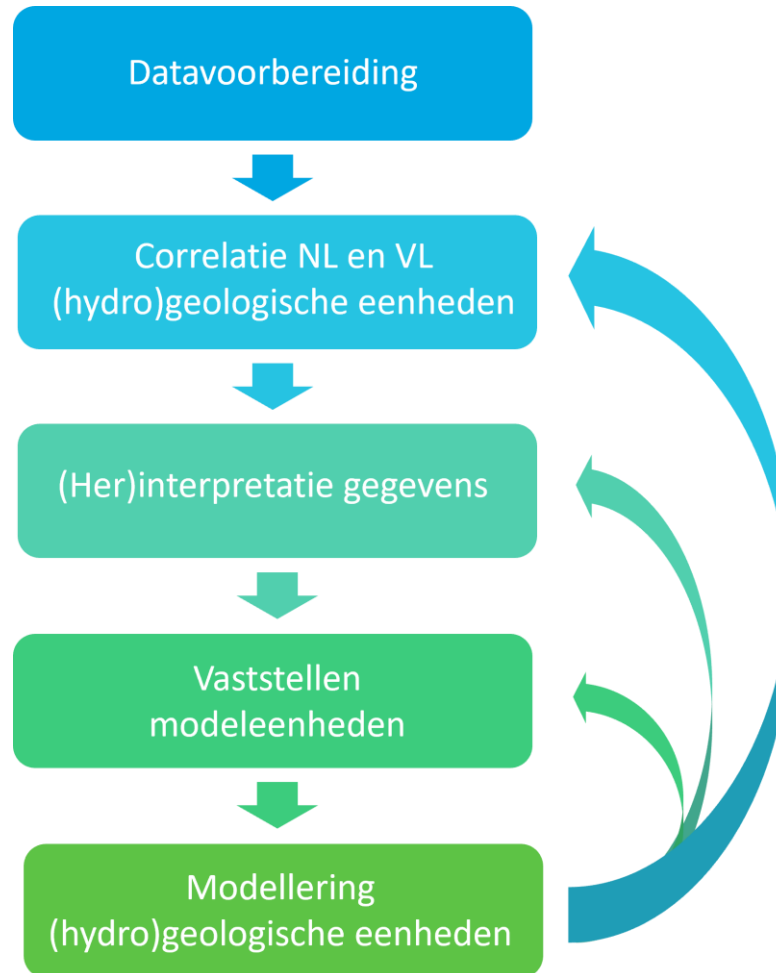 Datavoorbereiding
Correlatie NL en VL
(hydro)geologische eenheden
(Her)interpretatie gegevens
Vaststellen
modeleenheden
Modellering
(hydro)geologische eenheden